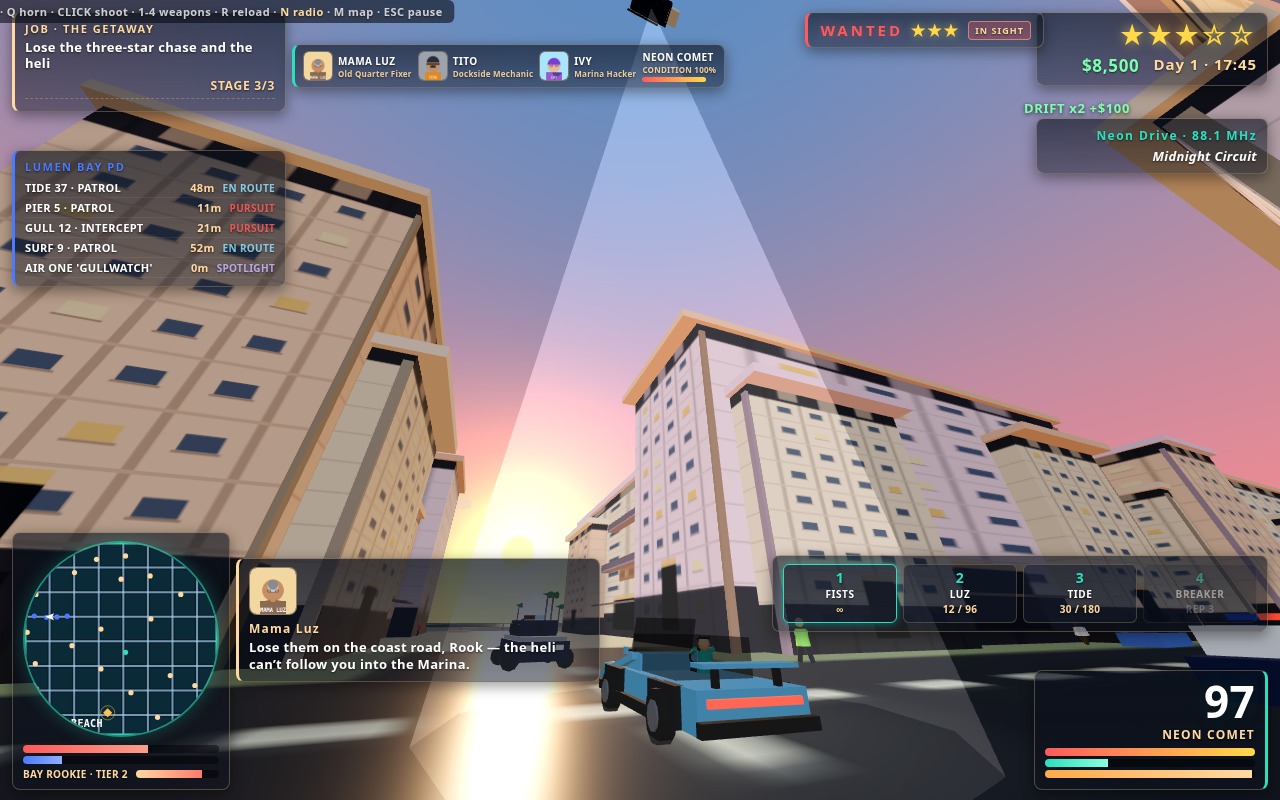 · Q horn · CLICK shoot · 1-4 weapons · R reload · N radio · M map · ESC pause
JOB · THE GETAWAY
Lose the three-star chase and the
heli
STAGE 3/3
MAMA LUZ
Old Quarter Fixer
TITO
Dockside Mechanic
IVY
Marina Hacker
NEON COMET
CONDITION 100%
WANTED ★★★ IN SIGHT
★★★☆☆
$8,500 Day 1 · 17:45
DRIFT x2 +$100
Neon Drive · 88.1 MHz
Midnight Circuit
LUMEN BAY PD
TIDE 37 · PATROL 48m EN ROUTE
PIER 5 · PATROL 11m PURSUIT
GULL 12 · INTERCEPT 21m PURSUIT
SURF 9 · PATROL 52m EN ROUTE
AIR ONE 'GULLWATCH' 0m SPOTLIGHT
BEACH
BAY ROOKIE · TIER 2
MAMA LUZ
Mama Luz
Lose them on the coast road, Rook — the heli
can't follow you into the Marina.
1
FISTS
∞
2
LUZ
12 / 96
3
TIDE
30 / 180
4
BREAKER
REP 3
97
NEON COMET